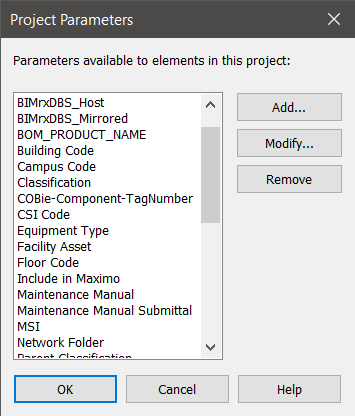 Project Parameters
Parameters available to elements in this project:
BIMrxDBS_Host
BIMrxDBS_Mirrored
BOM_PRODUCT_NAME
Building Code
Campus Code
Classification
COBie-Component-TagNumber
CSI Code
Equipment Type
Facility Asset
Floor Code
Include in Maximo
Maintenance Manual
Maintenance Manual Submittal
MSI
Network Folder
Parent Classification
Add...
Modify...
Remove
OK
Cancel
Help